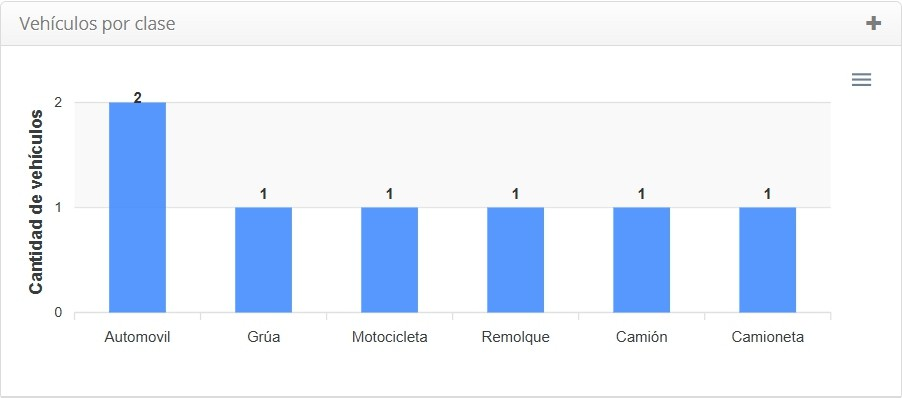 Vehículos por clase
Cantidad de vehículos
2
1
0
2
1
1
1
1
1
Automovil
Grúa
Motocicleta
Remolque
Camión
Camioneta